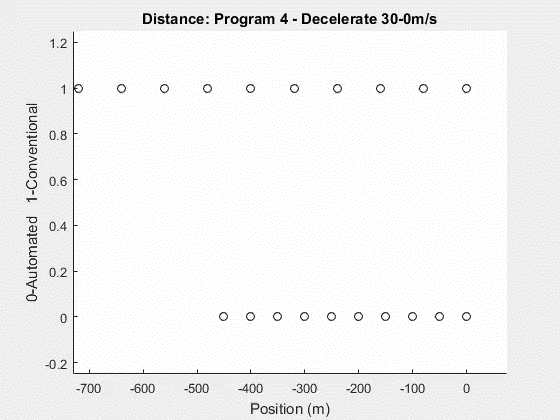 Distance: Program 4 - Decelerate 30-0m/s
1.2
1
0.8
0.6
0.4
0.2
0
-0.2
0-Automated 1-Conventional
-700 -600 -500 -400 -300 -200 -100 0
Position (m)